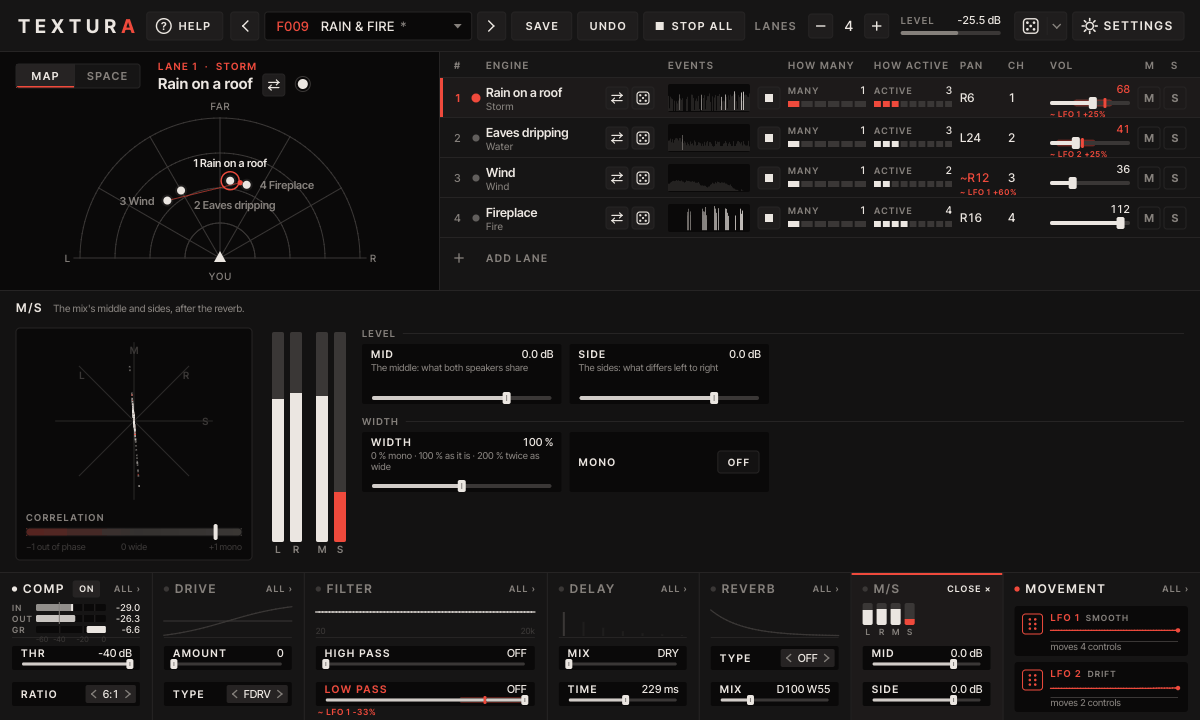 TEXTURA
? HELP
F009 RAIN & FIRE *
SAVE
UNDO
STOP ALL
LANES
4
LEVEL -25.5 dB
SETTINGS
MAP
SPACE
LANE 1 · STORM
Rain on a roof
FAR
1 Rain on a roof
4 Fireplace
3 Wind
2 Eaves dripping
L
R
YOU
# ENGINE EVENTS HOW MANY HOW ACTIVE PAN CH VOL M S
1 Rain on a roof MANY 1 ACTIVE 3 R6 1 68 M S
Storm ~ LFO 1 +25%
2 Eaves dripping MANY 1 ACTIVE 3 L24 2 41 M S
Water ~ LFO 2 +25%
3 Wind MANY 1 ACTIVE 2 ~R12 3 36 M S
Wind ~ LFO 1 +60%
4 Fireplace MANY 1 ACTIVE 4 R16 4 112 M S
Fire
+ ADD LANE
M/S The mix's middle and sides, after the reverb.
M
L
R
S
CORRELATION
−1 out of phase 0 wide +1 mono
L R M S
LEVEL
MID 0.0 dB
The middle: what both speakers share
SIDE 0.0 dB
The sides: what differs left to right
WIDTH
WIDTH 100 %
0 % mono · 100 % as it is · 200 % twice as
wide
MONO OFF
COMP ON ALL ›
IN -29.0
OUT -26.3
GR -6.6
-60 -40 -20 0
THR -40 dB
RATIO 6:1
DRIVE ALL ›
AMOUNT 0
TYPE FDRV
FILTER ALL ›
20 20k
HIGH PASS OFF
LOW PASS OFF
~ LFO 1 -33%
DELAY ALL ›
MIX DRY
TIME 229 ms
REVERB ALL ›
TYPE OFF
MIX D100 W55
M/S CLOSE ×
L R M S
MID 0.0 dB
SIDE 0.0 dB
MOVEMENT ALL ›
LFO 1 SMOOTH
moves 4 controls
LFO 2 DRIFT
moves 2 controls